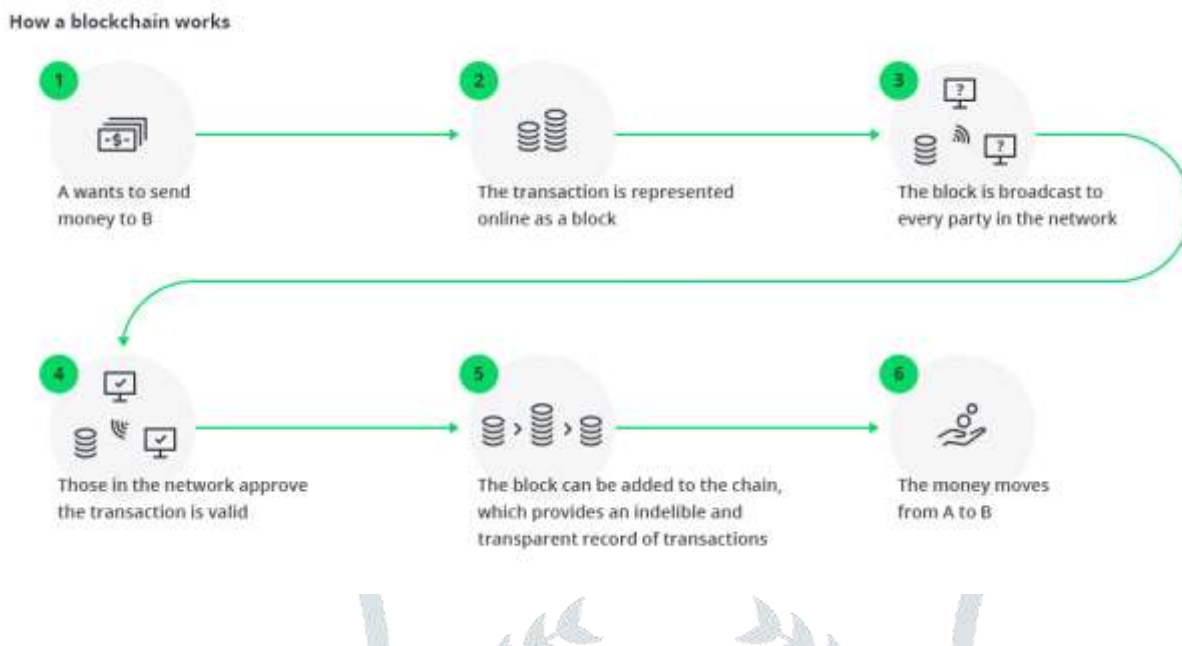 How a blockchain works
1
A wants to send
money to B
2
The transaction is represented
online as a block
3
The block is broadcast to
every party in the network
4
Those in the network approve
the transaction is valid
5
The block can be added to the chain,
which provides an indelible and
transparent record of transactions
6
The money moves
from A to B